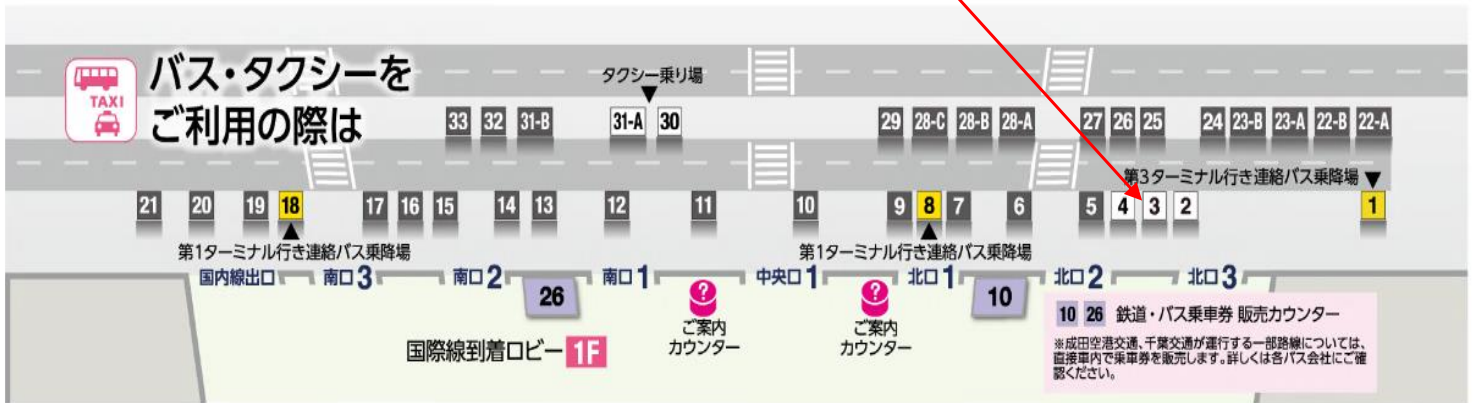 TAXI
バス・タクシーを
ご利用の際は
タクシー乗り場
33 32 31-B 31-A 30 29 28-C 28-B 28-A 27 26 25 24 23-B 23-A 22-B 22-A
第3ターミナル行き連絡バス乗降場
21 20 19 18 17 16 15 14 13 12 11 10 9 8 7 6 5 4 3 2 1
第1ターミナル行き連絡バス乗降場
第1ターミナル行き連絡バス乗降場
国内線出口 南口3 南口2 南口1 中央口1 北口1 北口2 北口3
26
?
ご案内
カウンター
?
ご案内
カウンター
10
国際線到着ロビー 1F
10 26 鉄道・バス乗車券 販売カウンター
※成田空港交通、千葉交通が運行する一部路線については、
直接車内で乗車券を販売します。詳しくは各バス会社にご確
認ください。